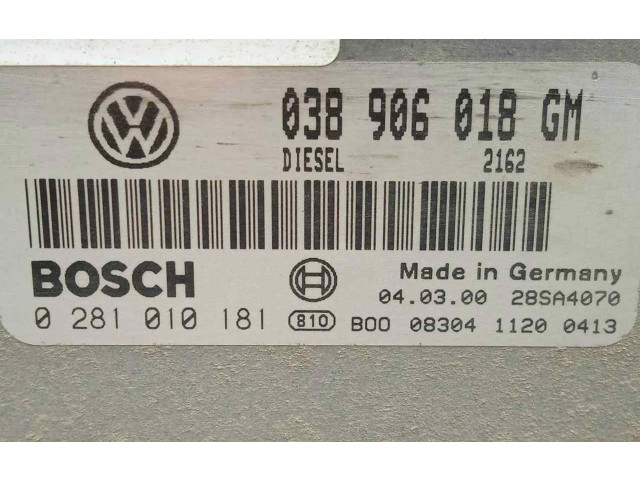 VW
038 906 018 GM
DIESEL 2162
BOSCH
Made in Germany
04.03.00 28SA4070
0 281 010 181 810 B00 08304 1120 0413